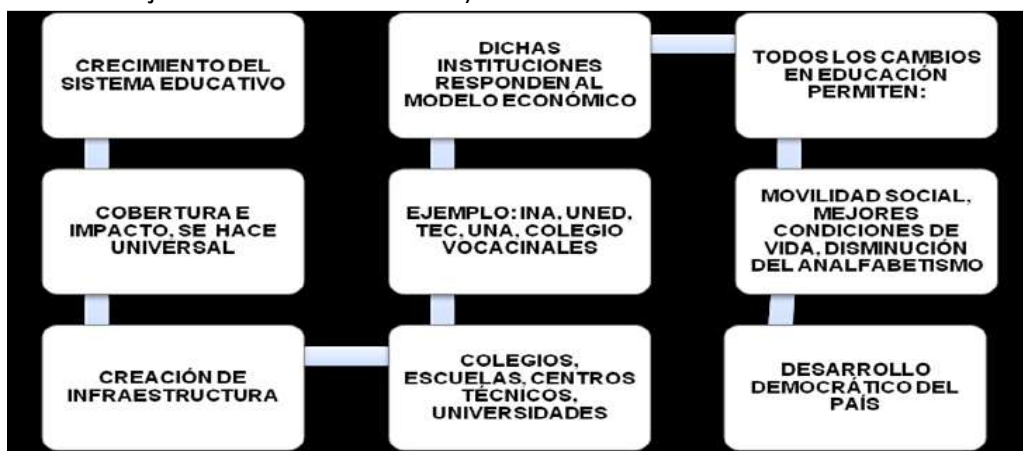 CRECIMIENTO DEL
SISTEMA EDUCATIVO
COBERTURA E
IMPACTO, SE HACE
UNIVERSAL
CREACIÓN DE
INFRAESTRUCTURA
COLEGIOS,
ESCUELAS, CENTROS
TÉCNICOS,
UNIVERSIDADES
EJEMPLO: INA, UNED,
TEC, UNA, COLEGIO
VOCACINALES
DICHAS
INSTITUCIONES
RESPONDEN AL
MODELO ECONÓMICO
TODOS LOS CAMBIOS
EN EDUCACIÓN
PERMITEN:
MOVILIDAD SOCIAL,
MEJORES
CONDICIONES DE
VIDA, DISMINUCIÓN
DEL ANALFABETISMO
DESARROLLO
DEMOCRÁTICO DEL
PAÍS